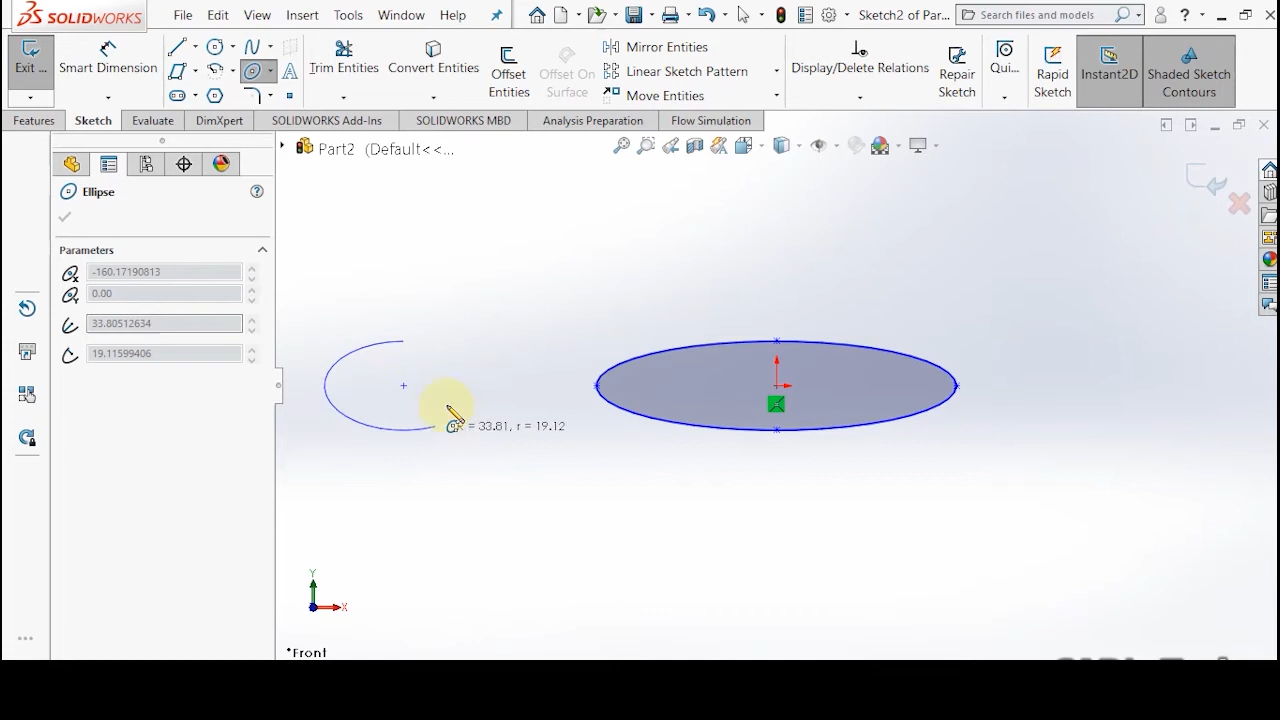 SOLIDWORKS File Edit View Insert Tools Window Help Sketch2 of Par... Search files and models ?
Exit ... Smart Dimension Trim Entities Convert Entities Offset Entities Offset On Surface Mirror Entities Linear Sketch Pattern Move Entities Display/Delete Relations Repair Sketch Qui... Rapid Sketch Instant2D Shaded Sketch Contours
Features Sketch Evaluate DimXpert SOLIDWORKS Add-Ins SOLIDWORKS MBD Analysis Preparation Flow Simulation
Part2 (Default<<...
Ellipse ?
Parameters
-160.17190813
0.00
33.80512634
19.11599406
= 33.81, r = 19.12
Y
X
*Front